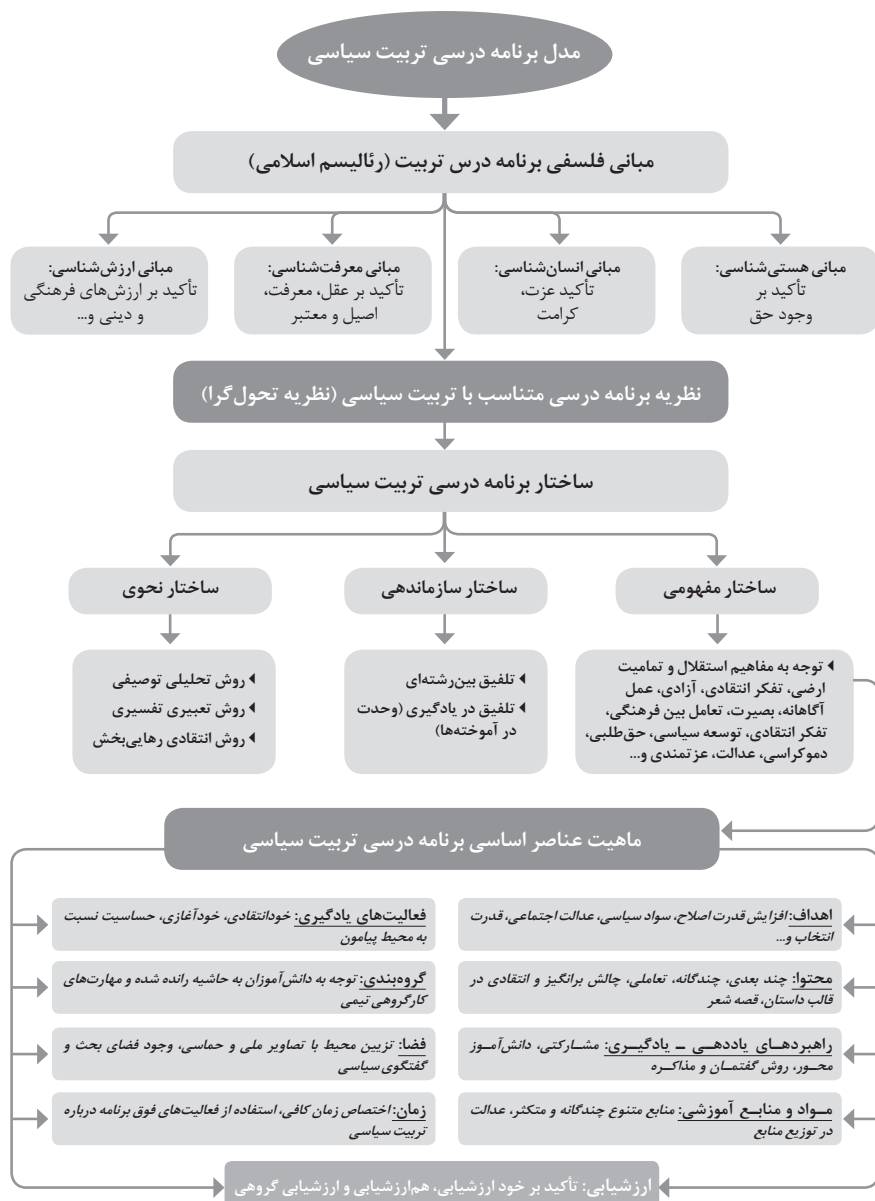 مدل برنامه درسی تربیت سیاسی
مبانی فلسفی برنامه درس تربیت (رئالیسم اسلامی)
مبانی هستی‌شناسی:
تأکید بر
وجود حق
مبانی انسان‌شناسی:
تأکید عزت،
کرامت
مبانی معرفت‌شناسی:
تأکید بر عقل، معرفت،
اصیل و معتبر
مبانی ارزش‌شناسی:
تأکید بر ارزش‌های فرهنگی
و دینی و...
نظریه برنامه درسی متناسب با تربیت سیاسی (نظریه تحول‌گرا)
ساختار برنامه درسی تربیت سیاسی
ساختار مفهومی
ساختار سازماندهی
ساختار نحوی
توجه به مفاهیم استقلال و تمامیت
ارضی، تفکر انتقادی، آزادی، عمل
آگاهانه، بصیرت، تعامل بین فرهنگی،
تفکر انتقادی، توسعه سیاسی، حق‌طلبی،
دموکراسی، عدالت، عزتمندی و...
تلفیق بین‌رشته‌ای
تلفیق در یادگیری (وحدت
در آموخته‌ها)
روش تحلیلی توصیفی
روش تعبیری تفسیری
روش انتقادی رهایی‌بخش
ماهیت عناصر اساسی برنامه درسی تربیت سیاسی
اهداف: افزایش قدرت اصلاح، سواد سیاسی، عدالت اجتماعی، قدرت
انتخاب و...
محتوا: چند بعدی، چندگانه، تعاملی، چالش برانگیز و انتقادی در
قالب داستان، قصه شعر
راهبردهای یاددهی ـ یادگیری: مشارکتی، دانش‌آموز
محور، روش گفتمان و مذاکره
مواد و منابع آموزشی: منابع متنوع چندگانه و متکثر، عدالت
در توزیع منابع
فعالیت‌های یادگیری: خودانتقادی، خودآغازی، حساسیت نسبت
به محیط پیامون
گروه‌بندی: توجه به دانش‌آموزان به حاشیه رانده شده و مهارت‌های
کارگروهی تیمی
فضا: تزیین محیط با تصاویر ملی و حماسی، وجود فضای بحث و
گفتگوی سیاسی
زمان: اختصاص زمان کافی، استفاده از فعالیت‌های فوق برنامه درباره
تربیت سیاسی
ارزشیابی: تأکید بر خود ارزشیابی، هم‌ارزشیابی و ارزشیابی گروهی